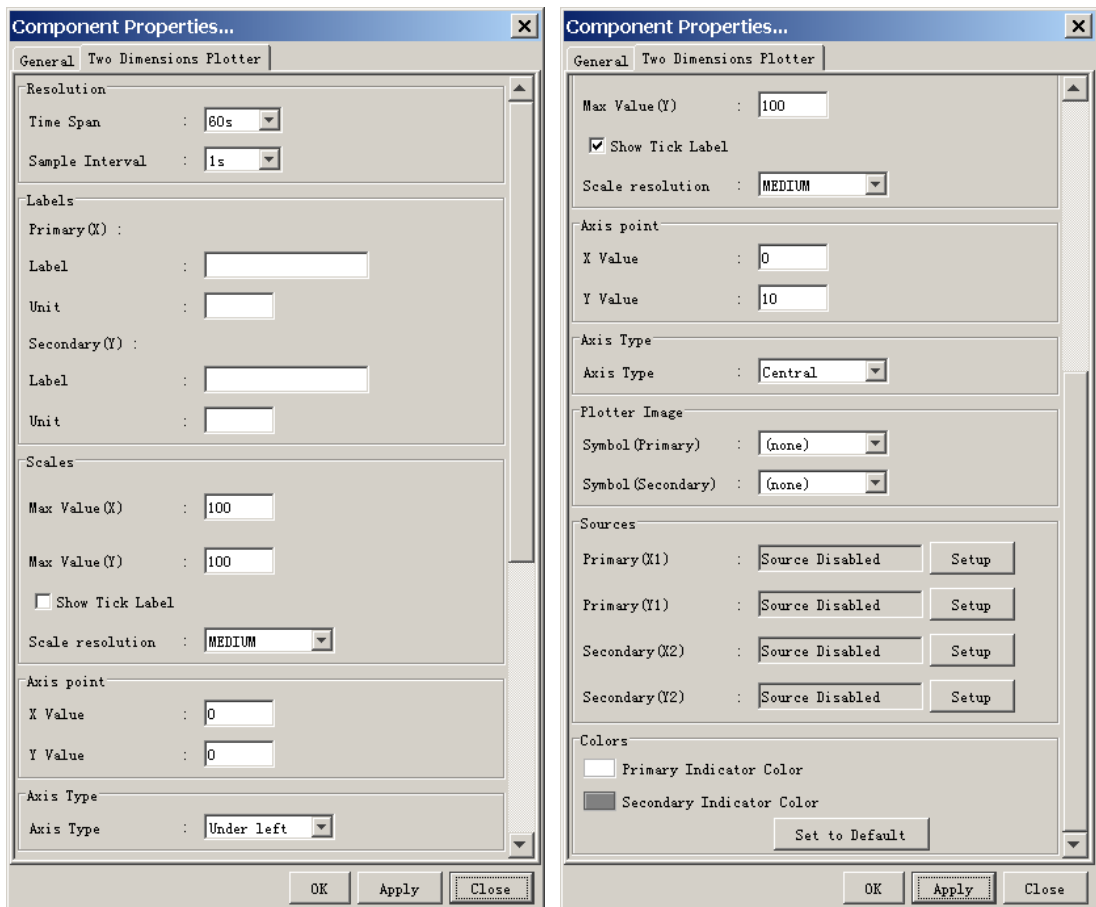 Component Properties...
General Two Dimensions Plotter
Resolution
Time Span : 60s
Sample Interval : 1s
Labels
Primary(X) :
Label :
Unit :
Secondary(Y) :
Label :
Unit :
Scales
Max Value(X) : 100
Max Value(Y) : 100
Show Tick Label
Scale resolution : MEDIUM
Axis point
X Value : 0
Y Value : 0
Axis Type
Axis Type : Under left
OK Apply Close
Component Properties...
General Two Dimensions Plotter
Max Value(Y) : 100
Show Tick Label
Scale resolution : MEDIUM
Axis point
X Value : 0
Y Value : 10
Axis Type
Axis Type : Central
Plotter Image
Symbol(Primary) : (none)
Symbol(Secondary) : (none)
Sources
Primary(X1) : Source Disabled Setup
Primary(Y1) : Source Disabled Setup
Secondary(X2) : Source Disabled Setup
Secondary(Y2) : Source Disabled Setup
Colors
Primary Indicator Color
Secondary Indicator Color
Set to Default
OK Apply Close